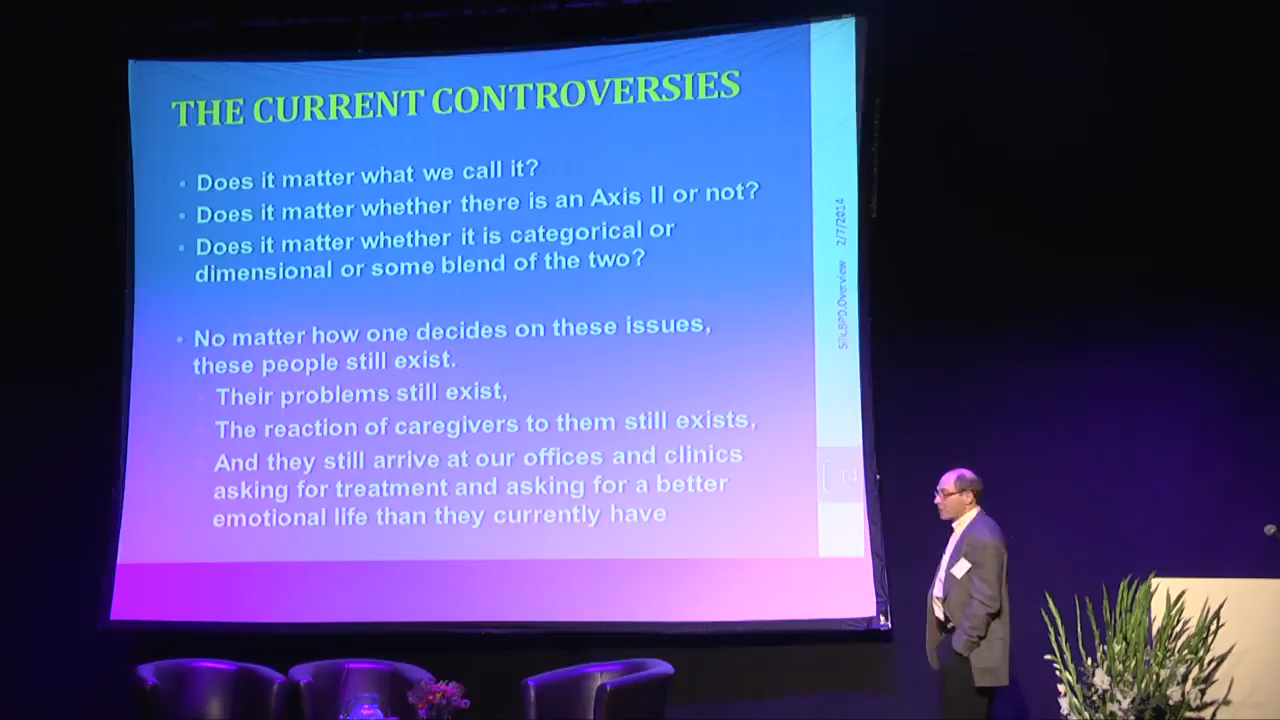 THE CURRENT CONTROVERSIES
• Does it matter what we call it?
• Does it matter whether there is an Axis II or not?
• Does it matter whether it is categorical or
dimensional or some blend of the two?
• No matter how one decides on these issues,
these people still exist.
Their problems still exist,
The reaction of caregivers to them still exists,
And they still arrive at our offices and clinics
asking for treatment and asking for a better
emotional life than they currently have
Silk.BPD.Overview 2/7/2014
14